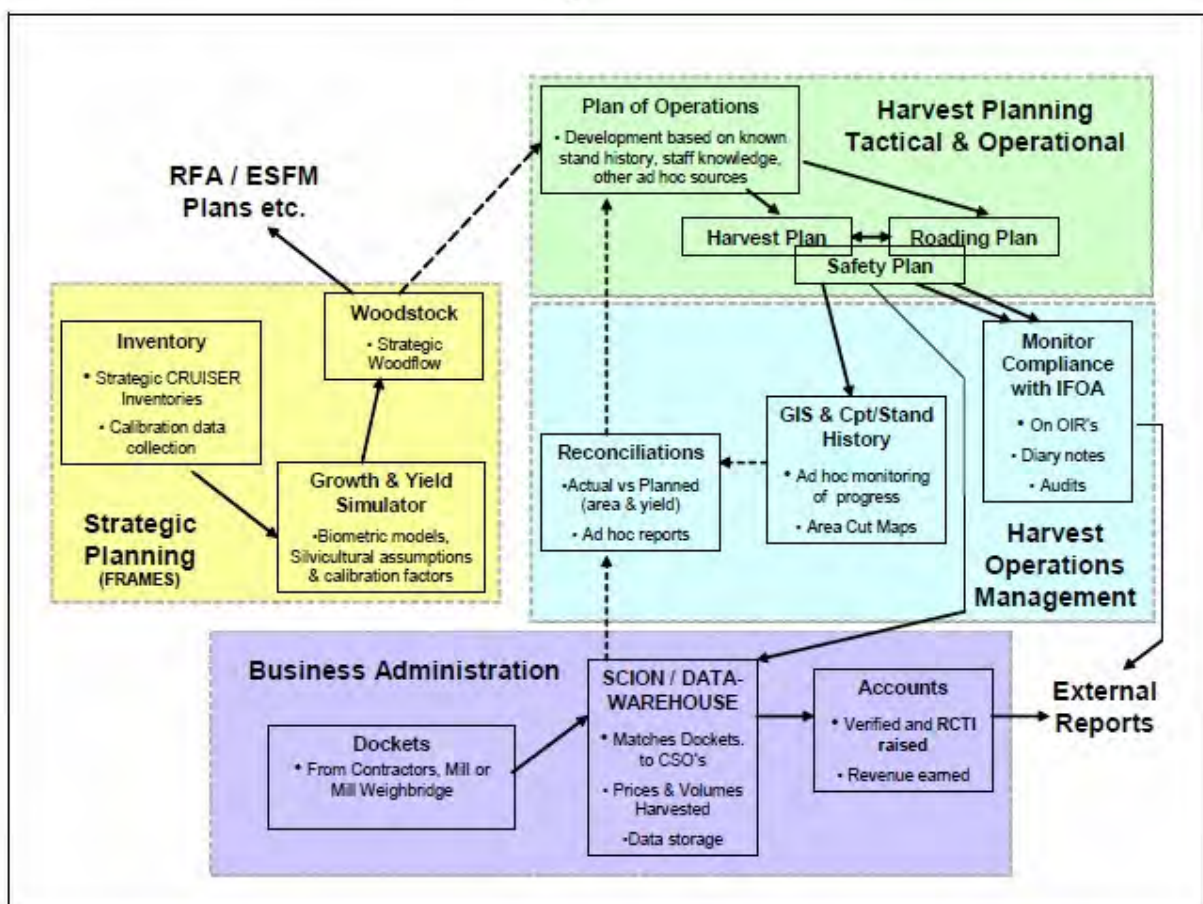 Plan of Operations
• Development based on known
stand history, staff knowledge,
other ad hoc sources
Harvest Planning
Tactical & Operational
Harvest Plan
Roading Plan
Safety Plan
RFA / ESFM
Plans etc.
Woodstock
• Strategic
Woodflow
Inventory
• Strategic CRUISER
Inventories
• Calibration data
collection
Growth & Yield
Simulator
•Biometric models,
Silvicultural assumptions
& calibration factors
Strategic
Planning
(FRAMES)
Reconciliations
•Actual vs Planned
(area & yield)
• Ad hoc reports
GIS & Cpt/Stand
History
• Ad hoc monitoring
of progress
• Area Cut Maps
Monitor
Compliance
with IFOA
• On OIR's
• Diary notes
• Audits
Harvest
Operations
Management
Business Administration
Dockets
• From Contractors, Mill or
Mill Weighbridge
SCION / DATA-
WAREHOUSE
• Matches Dockets.
to CSO's
• Prices & Volumes
Harvested
•Data storage
Accounts
• Verified and RCTI
raised
• Revenue earned
External
Reports